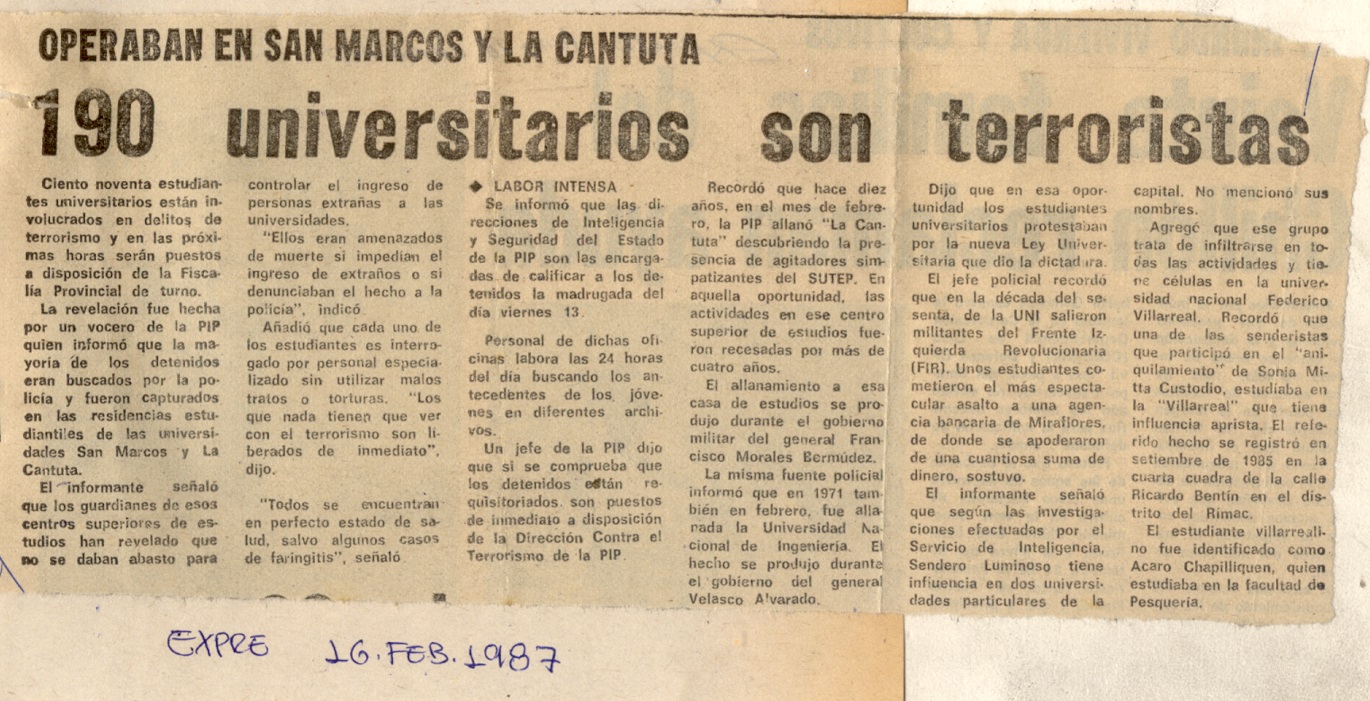 OPERABAN EN SAN MARCOS Y LA CANTUTA
190 universitarios son terroristas
Ciento noventa estudian-
tes universitarios están in-
volucrados en delitos de
terrorismo y en las próxi-
mas horas serán puestos
a disposición de la Fisca-
lía Provincial de turno.
La revelación fue hecha
por un vocero de la PIP
quien informó que la ma-
yoría de los detenidos
eran buscados por la po-
licía y fueron capturados
en las residencias estu-
diantiles de las universi-
dades San Marcos y La
Cantuta.
El informante señaló
que los guardianes de esos
centros superiores de es-
tudios han revelado que
no se daban abasto para
controlar el ingreso de
personas extrañas a las
universidades.
"Ellos eran amenazados
de muerte si impedían el
ingreso de extraños o si
denunciaban el hecho a la
policía", indicó
Añadió que cada uno de
los estudiantes es interro-
gado por personal especia-
lizado sin utilizar malos
tratos o torturas. "Los
que nada tienen que ver
con el terrorismo son li-
berados de inmediato",
dijo.
"Todos se encuentran
en perfecto estado de sa-
lud, salvo algunos casos
de faringitis", señaló
◆ LABOR INTENSA
Se informó que las di-
recciones de Inteligencia
y Seguridad del Estado
de la PIP son las encarga-
das de calificar a los de-
tenidos la madrugada del
día viernes 13.
Personal de dichas ofi-
cinas labora las 24 horas
del día buscando los an-
tecedentes de los jóve-
nes en diferentes archi-
vos.
Un jefe de la PIP dijo
que si se comprueba que
los detenidos están re-
quisitoriados son puestos
de inmediato a disposición
de la Dirección Contra el
Terrorismo de la PIP.
Recordó que hace diez
años, en el mes de febre-
ro, la PIP allanó "La Can-
tuta" descubriendo la pre-
sencia de agitadores sim-
patizantes del SUTEP. En
aquella oportunidad, las
actividades en ese centro
superior de estudios fue-
ron recesadas por más de
cuatro años.
El allanamiento a esa
casa de estudios se pro-
dujo durante el gobierno
militar del general Fran-
cisco Morales Bermúdez.
La misma fuente policial
informó que en 1971 tam-
bién en febrero, fue alla-
nada la Universidad Na-
cional de Ingeniería. El
hecho se produjo durante
el gobierno del general
Velasco Alvarado.
Dijo que en esa opor-
tunidad los estudiantes
universitarios protestaban
por la nueva Ley Univer-
sitaria que dio la dictadura.
El jefe policial recordó
que en la década del se-
senta, de la UNI salieron
militantes del Frente Iz-
quierda Revolucionaria
(FIR). Unos estudiantes co-
metieron el más especta-
cular asalto a una agen-
cia bancaria de Miraflores,
de donde se apoderaron
de una cuantiosa suma de
dinero, sostuvo.
El informante señaló
que según las investiga-
ciones efectuadas por el
Servicio de Inteligencia,
Sendero Luminoso tiene
influencia en dos universi-
dades particulares de la
capital. No mencionó sus
nombres.
Agregó que ese grupo
trata de infiltrarse en to-
das las actividades y tie-
ne células en la univer-
sidad nacional Federico
Villarreal. Recordó que
una de las senderistas
que participó en el "ani-
quilamiento" de Sonia Mi-
tta Custodio, estudiaba en
la "Villarreal" que tiene
influencia aprista. El refe-
rido hecho se registró en
setiembre de 1985 en la
cuarta cuadra de la calle
Ricardo Bentín en el dis-
trito del Rimac.
El estudiante villarreali-
no fue identificado como
Acaro Chapilliquen, quien
estudiaba en la facultad de
Pesquería.
EXPRE 16.FEB.1987